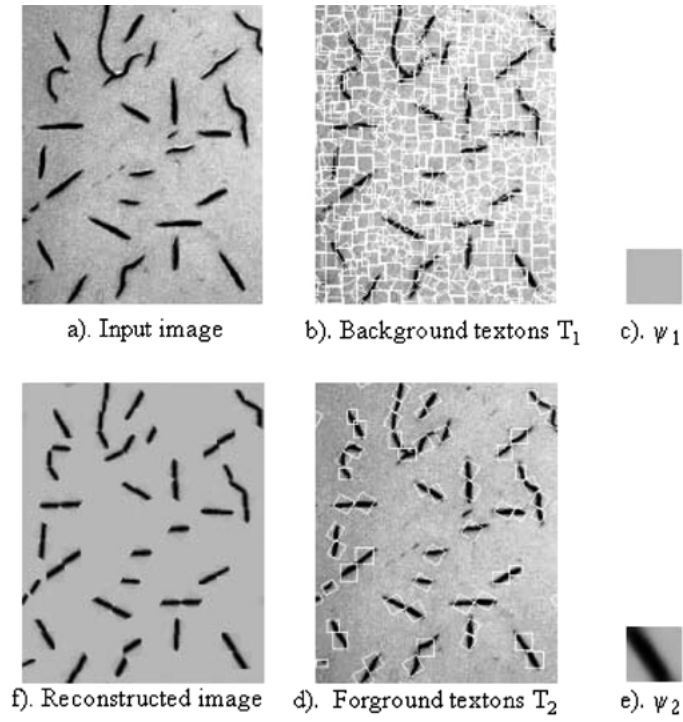 a). Input image
b). Background textons T₁
c). ψ₁
f). Reconstructed image
d). Forground textons T₂
e). ψ₂